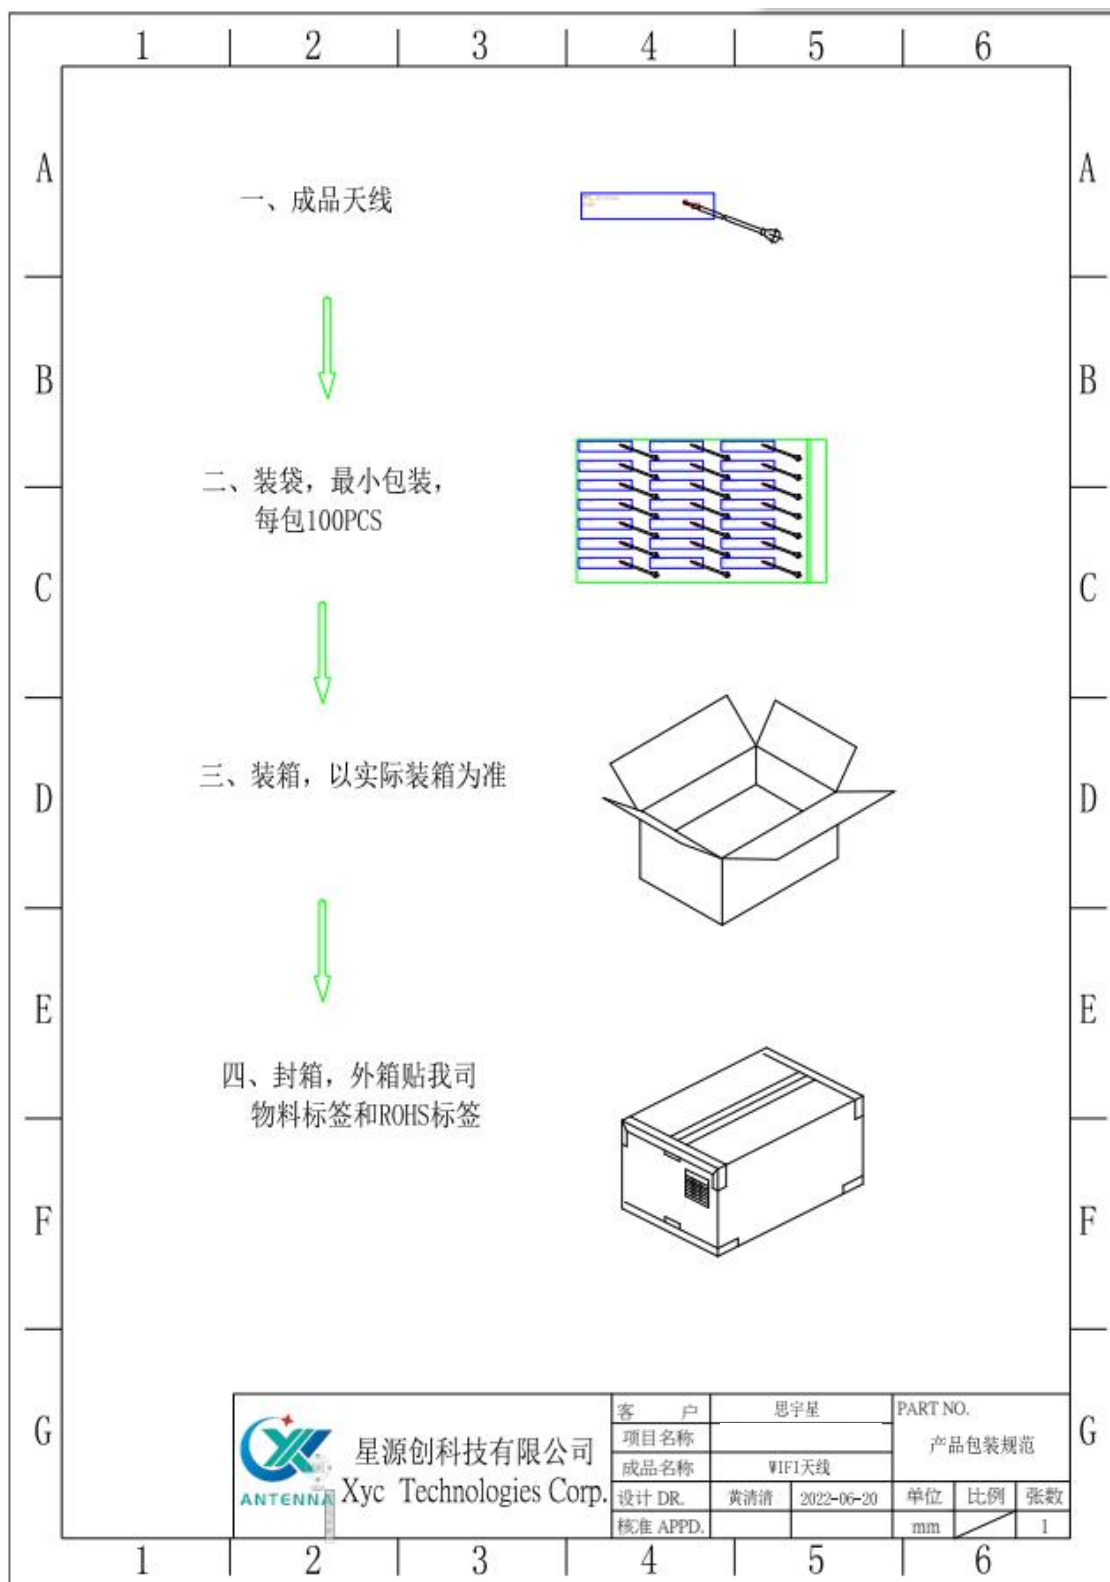 1 2 3 4 5 6
A A
一、成品天线
B B
二、装袋，最小包装，
每包100PCS
C C
三、装箱，以实际装箱为准
D D
E E
四、封箱，外箱贴我司
物料标签和ROHS标签
F F
G G
ANTENNA
星源创科技有限公司
Xyc Technologies Corp.
客 户 思宇星 PART NO.
项目名称 产品包装规范
成品名称 WIFI天线
设计 DR. 黄清清 2022-06-20 单位 比例 张数
核准 APPD. mm 1
1 2 3 4 5 6